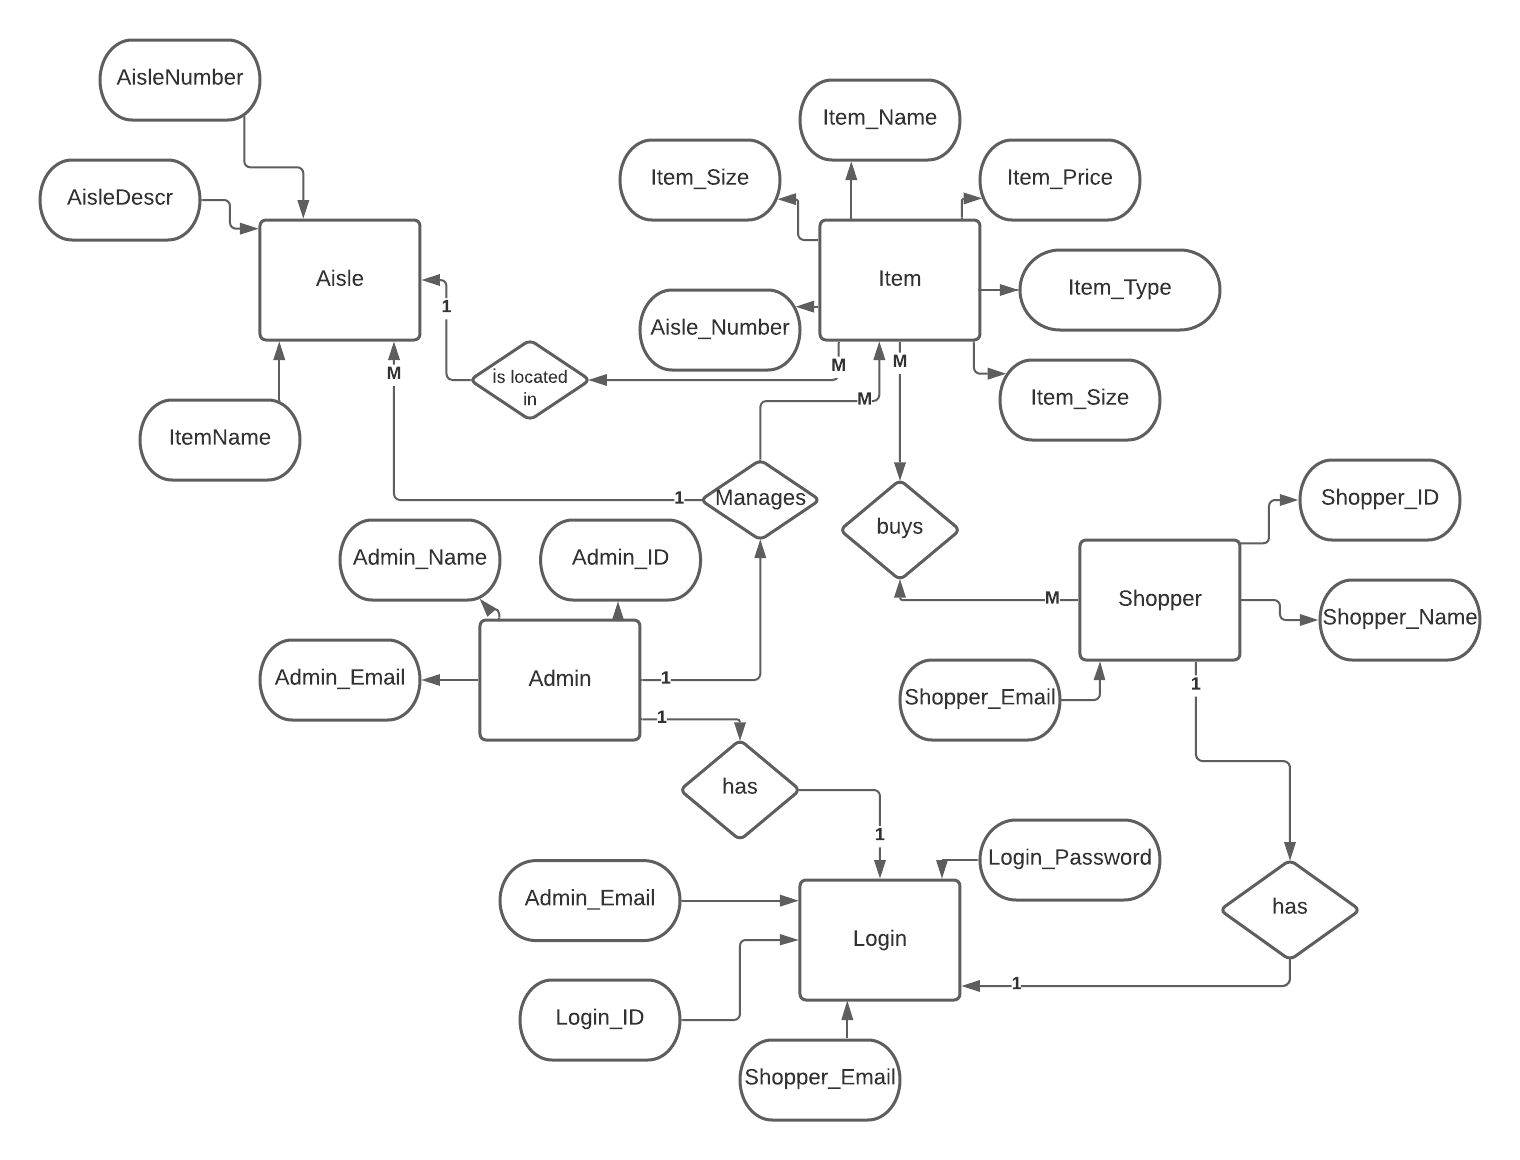 AisleNumber
Item_Name
Item_Size
Item_Price
AisleDescr
Aisle
Item
Item_Type
1
Aisle_Number
M
M
M
is located
in
Item_Size
M
ItemName
1
Manages
buys
Shopper_ID
Admin_Name
Admin_ID
M
Shopper
Shopper_Name
Admin_Email
Admin
1
1
Shopper_Email
1
has
1
Login_Password
Admin_Email
has
Login
1
Login_ID
Shopper_Email